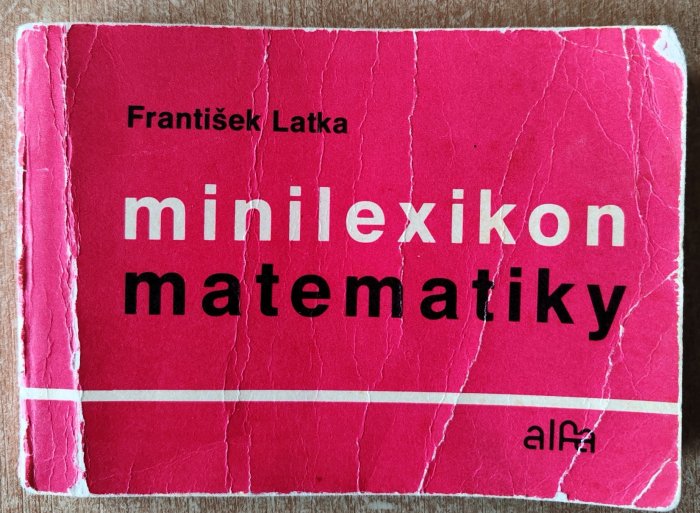 František Latka
minilexikon
matematiky
alfa